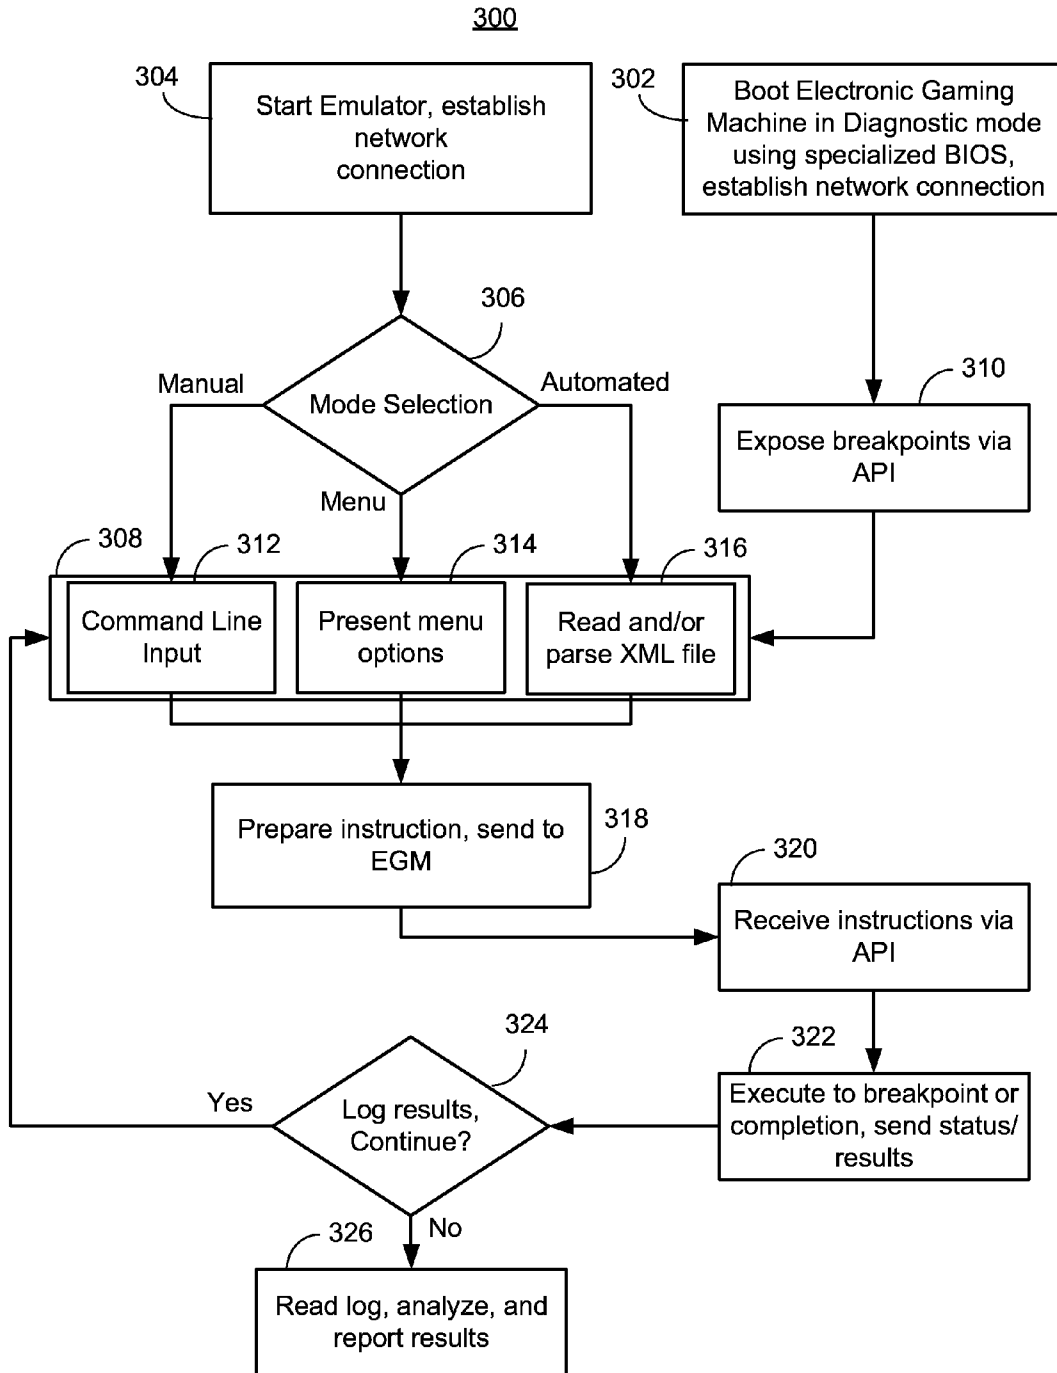 300
304
Start Emulator, establish
network
connection
302
Boot Electronic Gaming
Machine in Diagnostic mode
using specialized BIOS,
establish network connection
306
Manual
Mode Selection
Automated
Menu
310
Expose breakpoints via
API
308
312
Command Line
Input
314
Present menu
options
316
Read and/or
parse XML file
Prepare instruction, send to
EGM
318
320
Receive instructions via
API
322
Execute to breakpoint or
completion, send status/
results
324
Log results,
Continue?
Yes
No
326
Read log, analyze, and
report results